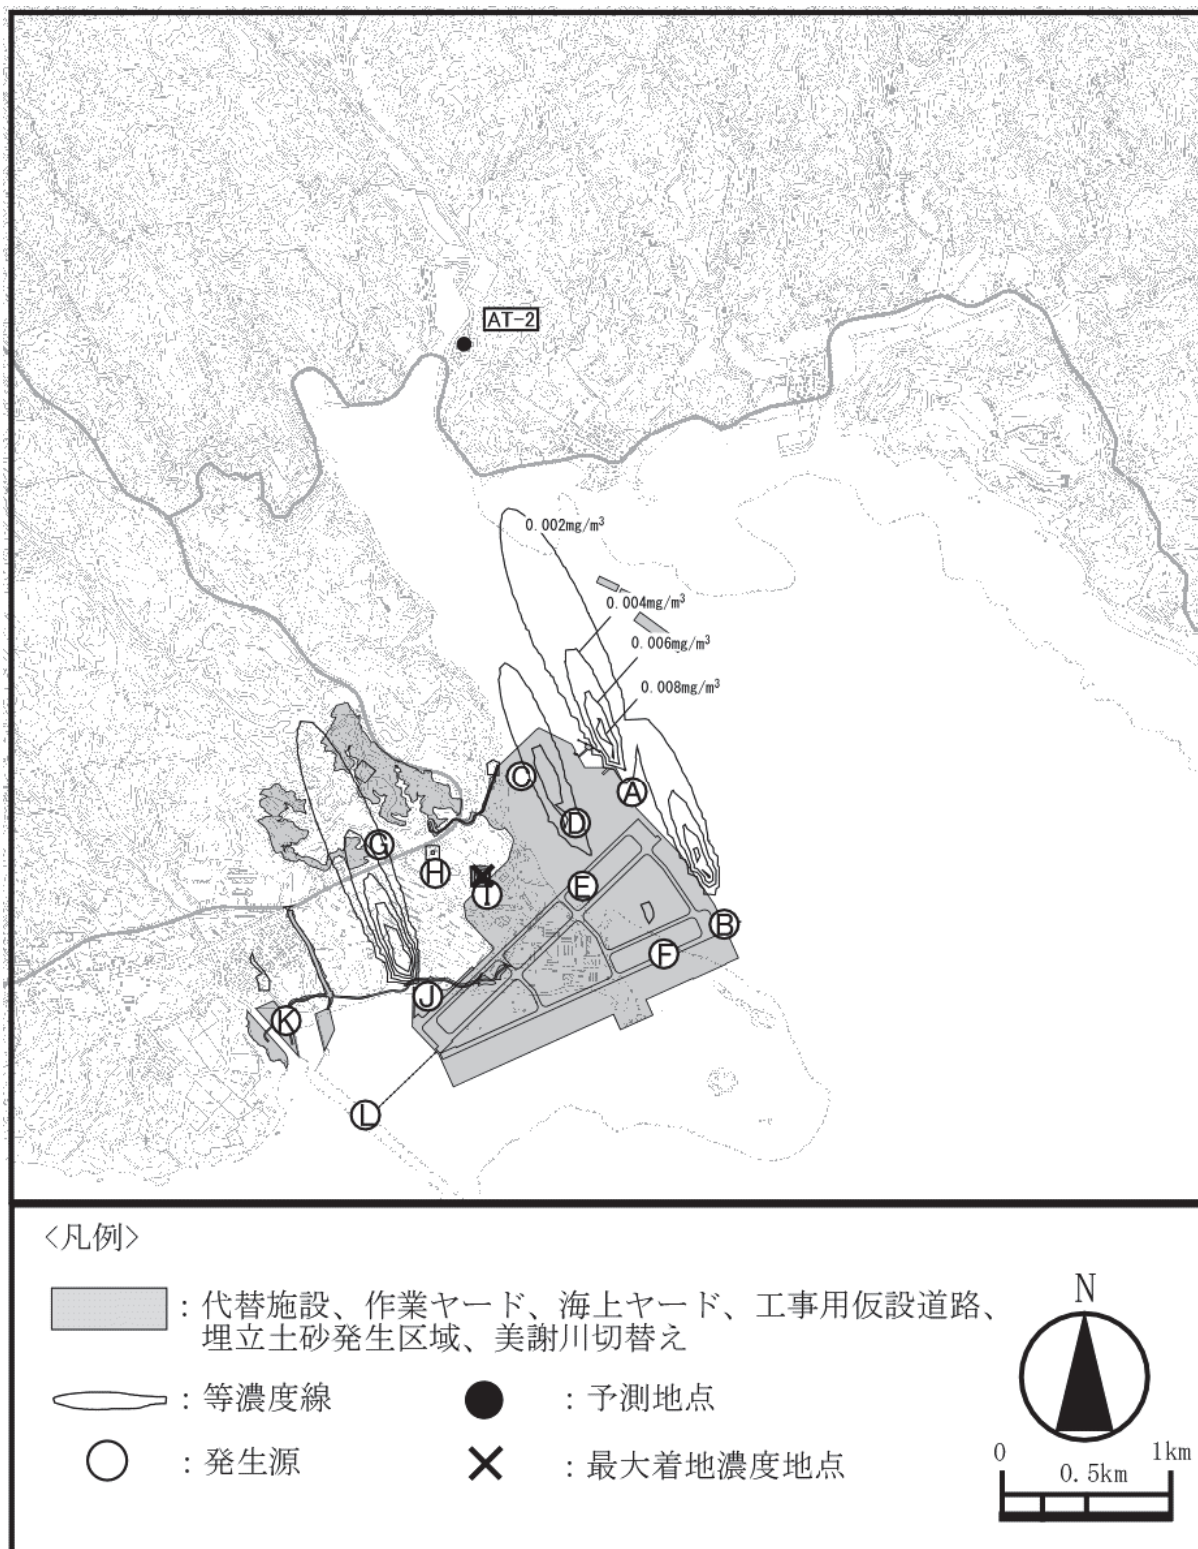 AT-2
0.002mg/m³
0.004mg/m³
0.006mg/m³
0.008mg/m³
C
A
D
G
H
E
I
B
F
J
K
L
<凡例>
：代替施設、作業ヤード、海上ヤード、工事用仮設道路、
埋立土砂発生区域、美謝川切替え
：等濃度線
：予測地点
：発生源
：最大着地濃度地点
N
0
1km
0.5km